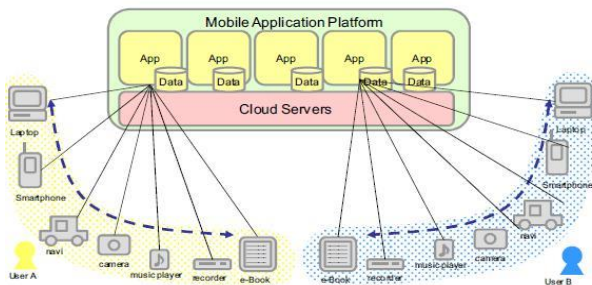 Mobile Application Platform
App App App App App
Data Data Data Data Data
Cloud Servers
Laptop
Smartphone
navi
camera
music player
recorder
e-Book
User A
Laptop
Smartphone
navi
camera
music player
recorder
e-Book
User B